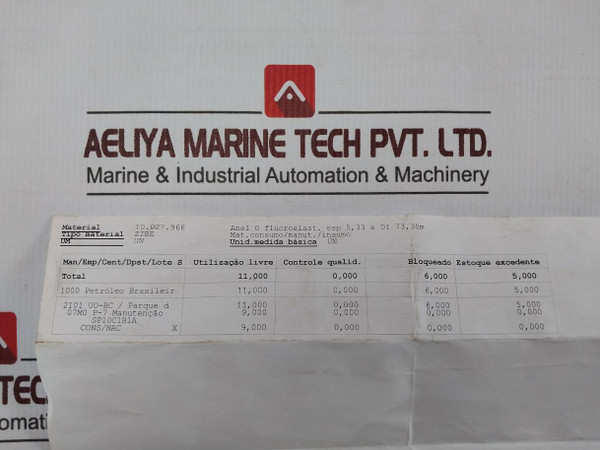 AELIYA MARINE TECH PVT. LTD.
Marine & Industrial Automation & Machinery
Material 10.027.966 Anel O fluoroelast. esp 5,33 x DI 73,30m
Tipo Material ZIBE Mat.consumo/manut./insumo
UM UN Unid.medida básica UN
Man/Emp/Cent/Dpst/Lote S Utilização livre Controle qualid. Bloqueado Estoque excedente
Total 11,000 0,000 6,000 5,000
1000 Petróleo Brasileir 11,000 0,000 6,000 5,000
2101 UO-BC / Parque d 11,000 0,000 6,000 5,000
07M0 P-7 Manutenção 9,000 0,000 0,000 0,000
SP10C1B1A
CONS/NAC X 9,000 0,000 0,000 0,000
TEC
omati